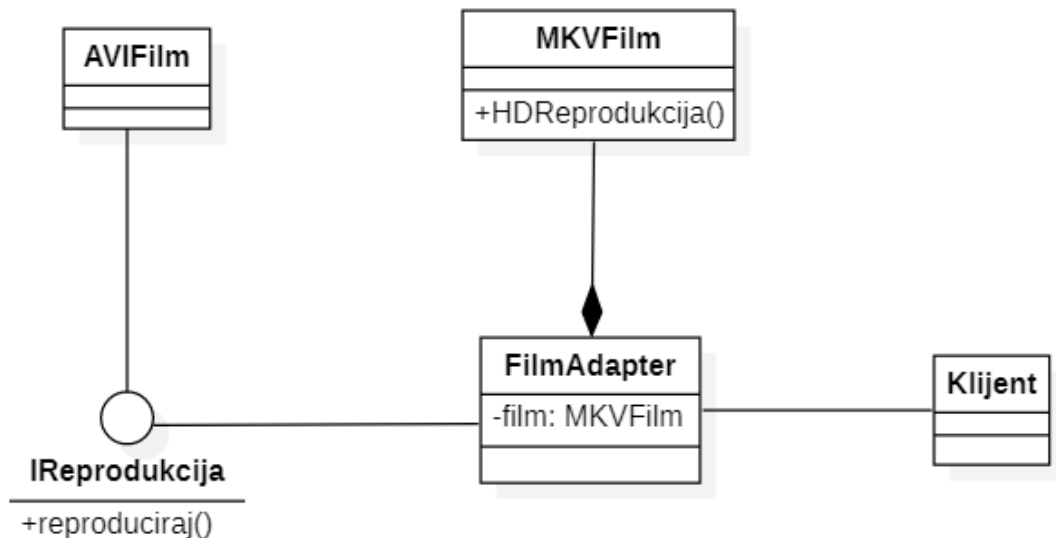 AVIFilm
MKVFilm
+HDReprodukcija()
FilmAdapter
-film: MKVFilm
Klijent
IReprodukcija
+reproduciraj()